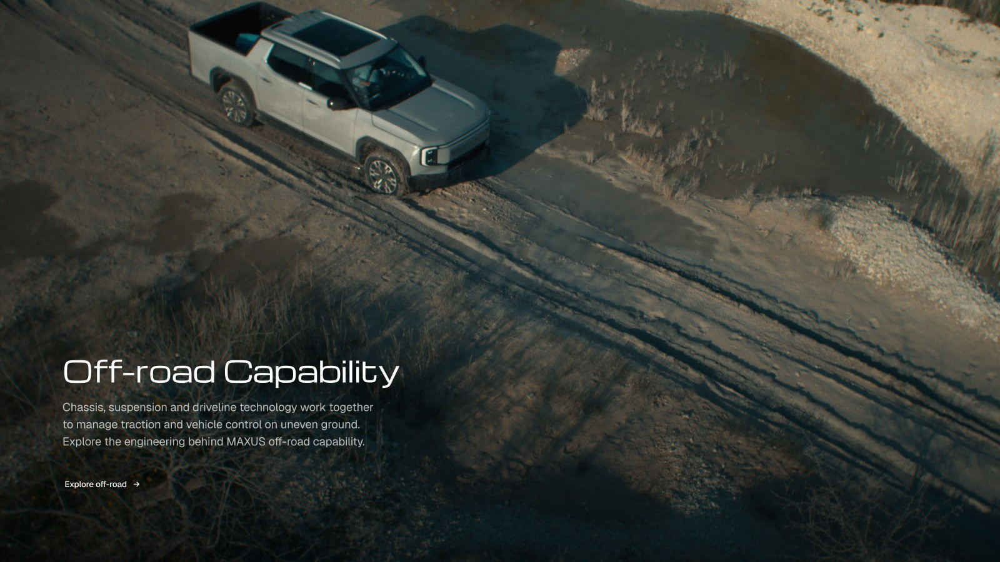 Off-road Capability
Chassis, suspension and driveline technology work together
to manage traction and vehicle control on uneven ground.
Explore the engineering behind MAXUS off-road capability.
Explore off-road →